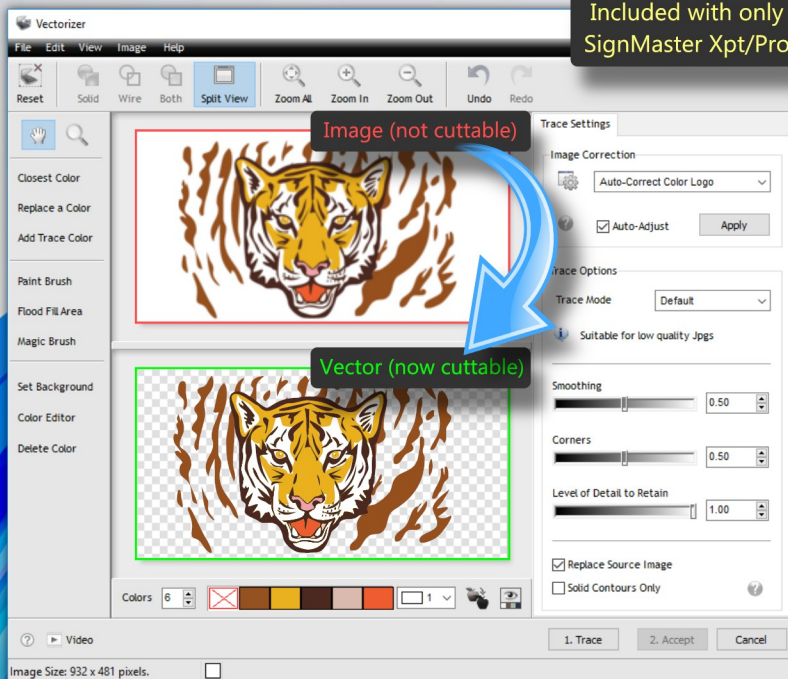 Included with only
SignMaster Xpt/Pro
Vectorizer
File Edit View Image Help
Reset Solid Wire Both Split View Zoom All Zoom In Zoom Out Undo Redo
Image (not cuttable)
Closest Color
Replace a Color
Add Trace Color
Paint Brush
Flood Fill Area
Magic Brush
Set Background
Color Editor
Delete Color
Vector (now cuttable)
Trace Settings
Image Correction
Auto-Correct Color Logo
Auto-Adjust Apply
Trace Options
Trace Mode Default
Suitable for low quality Jpgs
Smoothing
0.50
Corners
0.50
Level of Detail to Retain
1.00
Replace Source Image
Solid Contours Only
Colors 6 1
Video
1. Trace 2. Accept Cancel
Image Size: 932 x 481 pixels.